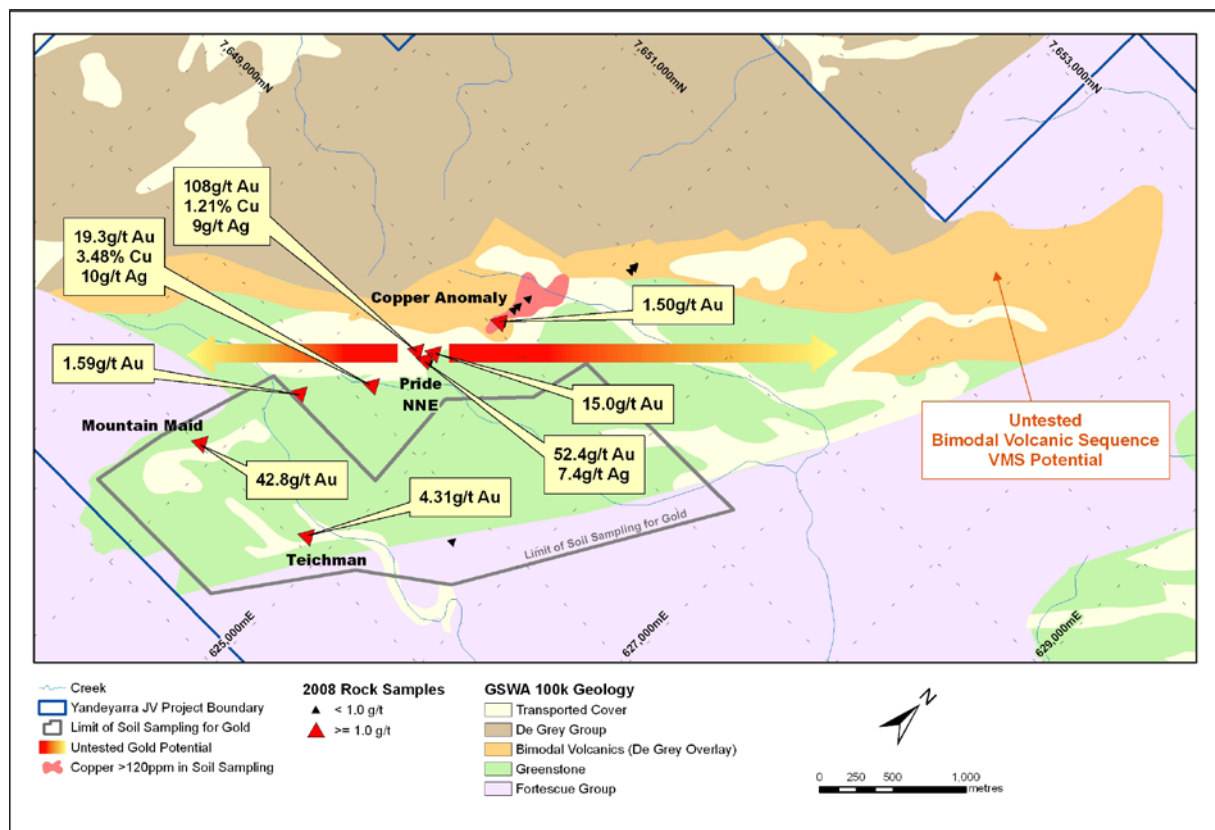 7,649,000mN
7,651,000mN
7,653,000mN
108g/t Au
1.21% Cu
9g/t Ag
19.3g/t Au
3.48% Cu
10g/t Ag
Copper Anomaly
1.50g/t Au
1.59g/t Au
Pride
NNE
15.0g/t Au
Mountain Maid
52.4g/t Au
7.4g/t Ag
Untested
Bimodal Volcanic Sequence
VMS Potential
42.8g/t Au
4.31g/t Au
Limit of Soil Sampling for Gold
Teichman
625,000mE
627,000mE
629,000mE
Creek
Yandeyarra JV Project Boundary
Limit of Soil Sampling for Gold
Untested Gold Potential
Copper >120ppm in Soil Sampling
2008 Rock Samples
< 1.0 g/t
>= 1.0 g/t
GSWA 100k Geology
Transported Cover
De Grey Group
Bimodal Volcanics (De Grey Overlay)
Greenstone
Fortescue Group
N
0 250 500 1,000
metres